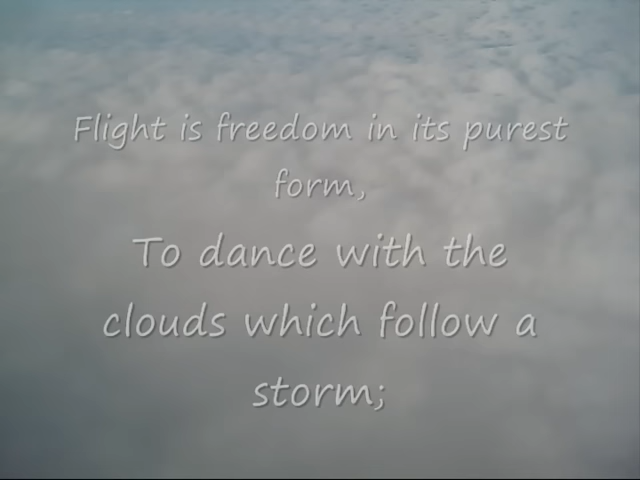 Flight is freedom in its purest
form,
To dance with the
clouds which follow a
storm;